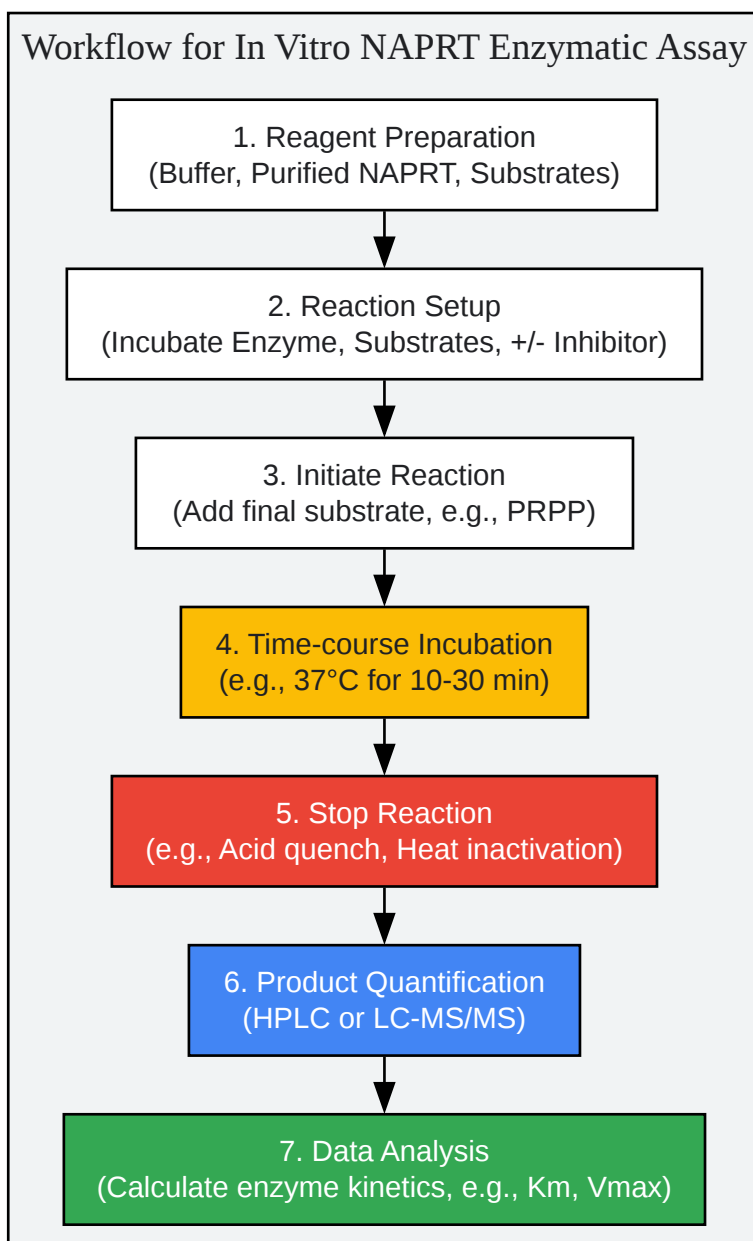 Workflow for In Vitro NAPRT Enzymatic Assay
1. Reagent Preparation
(Buffer, Purified NAPRT, Substrates)
2. Reaction Setup
(Incubate Enzyme, Substrates, +/- Inhibitor)
3. Initiate Reaction
(Add final substrate, e.g., PRPP)
4. Time-course Incubation
(e.g., 37°C for 10-30 min)
5. Stop Reaction
(e.g., Acid quench, Heat inactivation)
6. Product Quantification
(HPLC or LC-MS/MS)
7. Data Analysis
(Calculate enzyme kinetics, e.g., Km, Vmax)